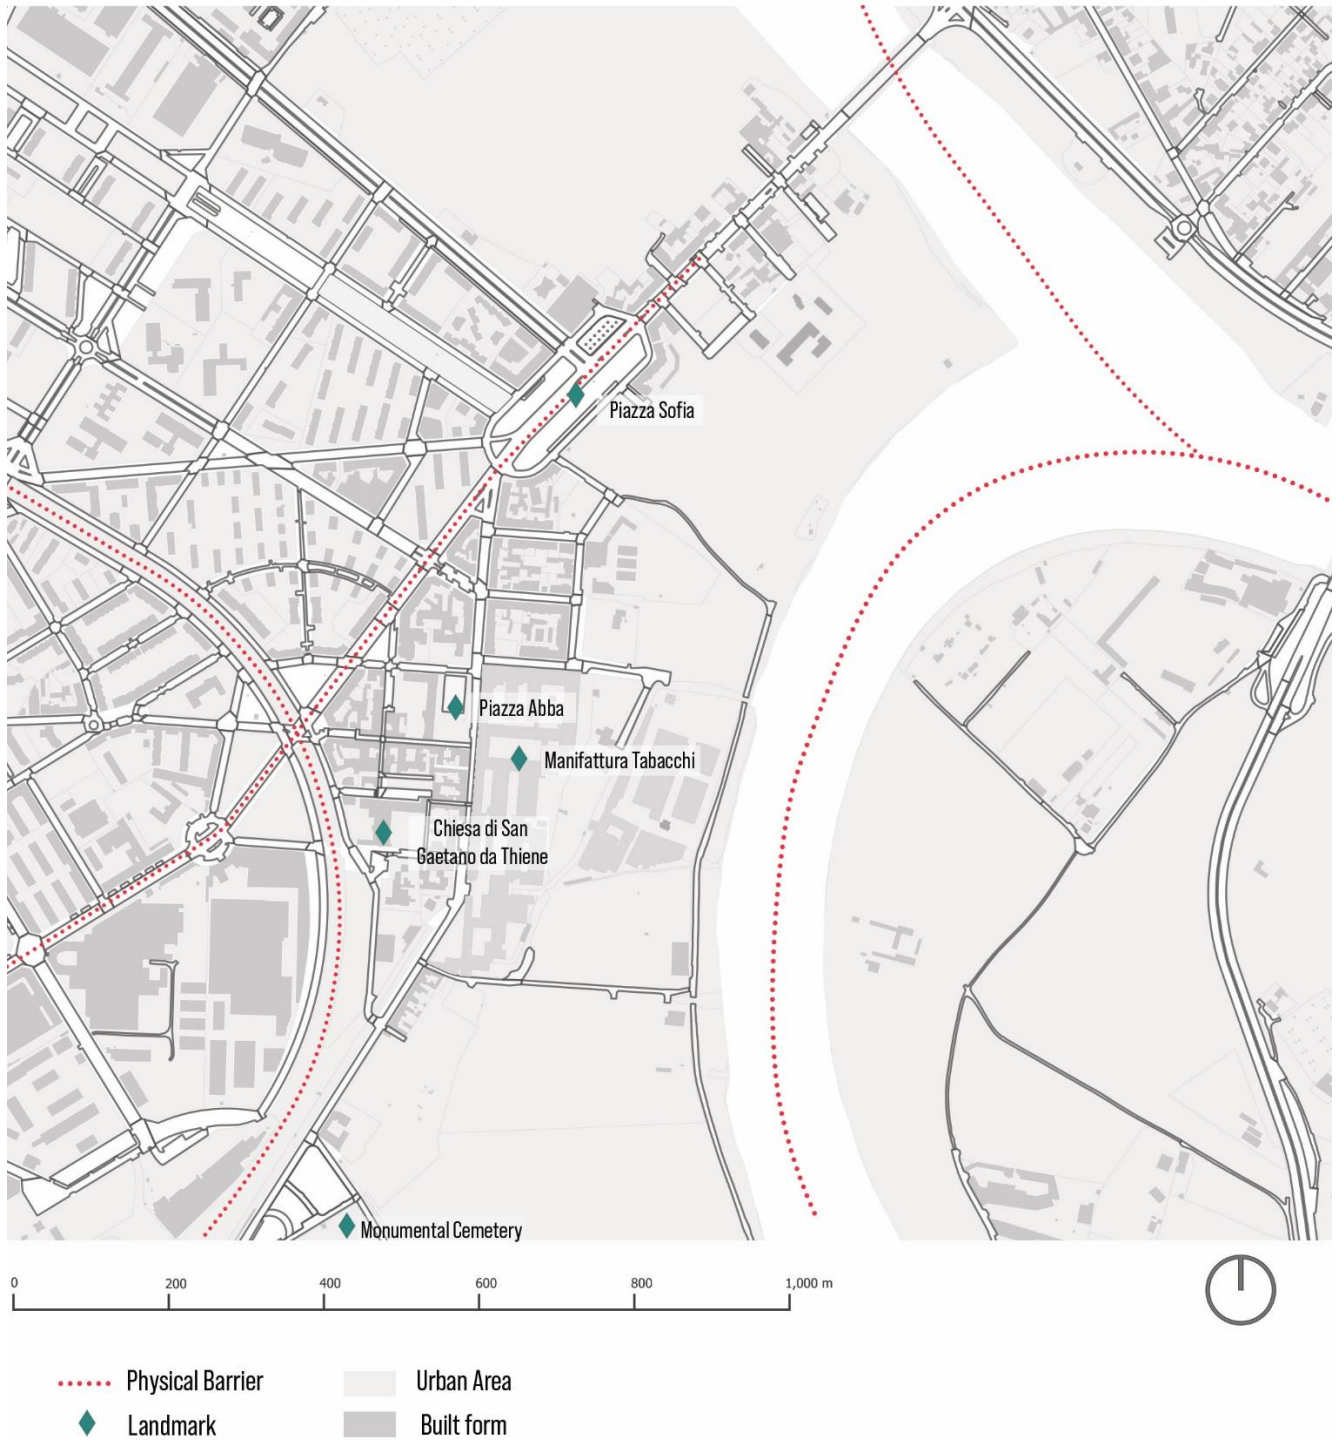 Piazza Sofia
Piazza Abba
Manifattura Tabacchi
Chiesa di San
Gaetano da Thiene
Monumental Cemetery
0 200 400 600 800 1,000 m
Physical Barrier
Urban Area
Landmark
Built form